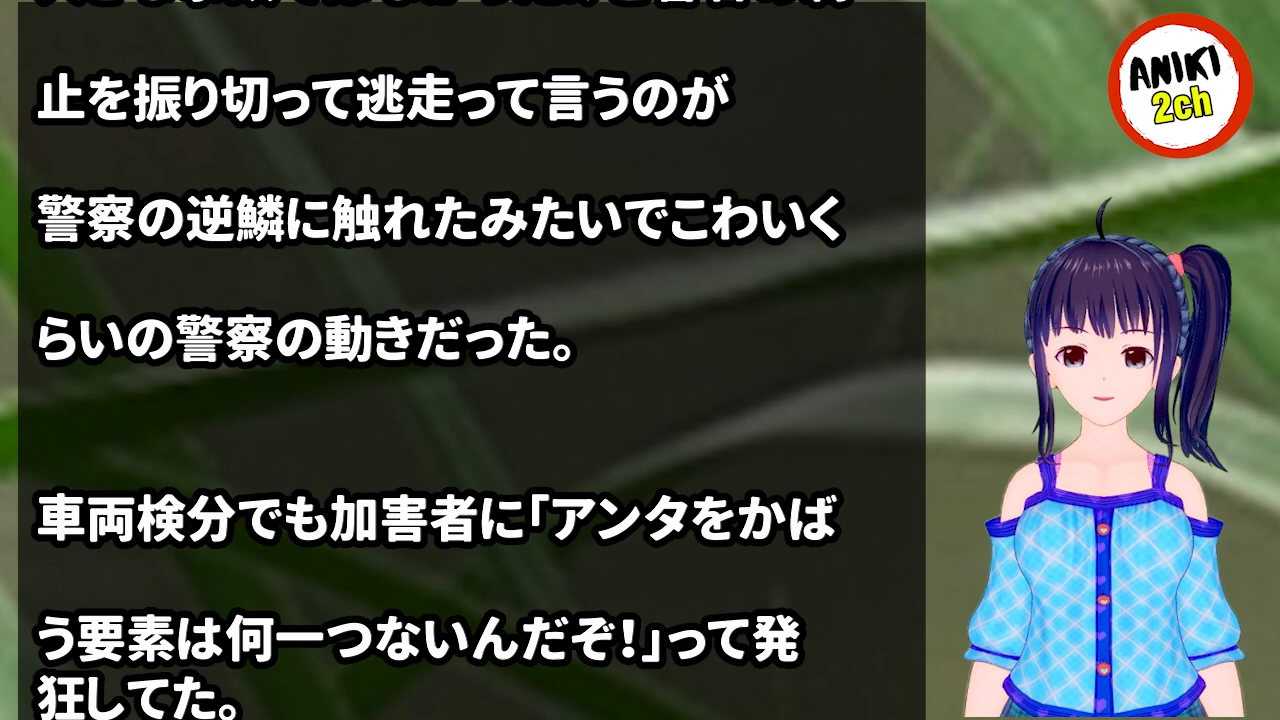 止を振り切って逃走って言うのが
警察の逆鱗に触れたみたいでこわいく
らいの警察の動きだった。
車両検分でも加害者に「アンタをかば
う要素は何一つないんだぞ!」って発
狂してた。
ANIKI
2ch